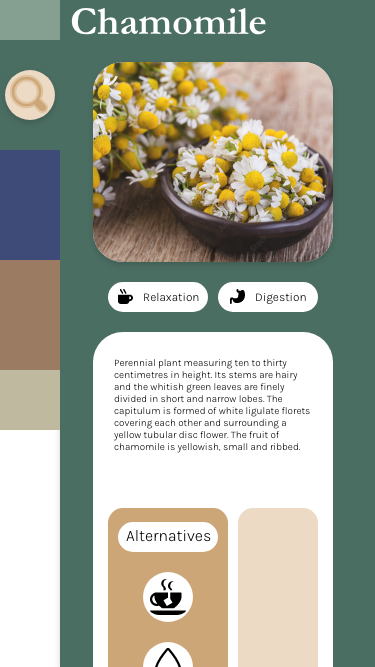 Chamomile
Relaxation
Digestion
Perennial plant measuring ten to thirty
centimetres in height. Its stems are hairy
and the whitish green leaves are finely
divided in short and narrow lobes. The
capitulum is formed of white ligulate florets
covering each other and surrounding a
yellow tubular disc flower. The fruit of
chamomile is yellowish, small and ribbed.
Alternatives